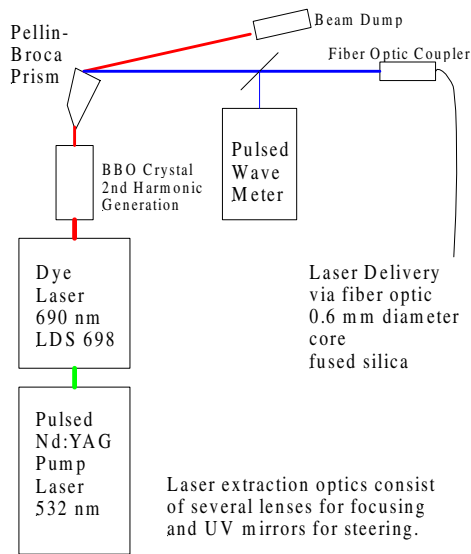 Pellin-
Broca
Prism
Beam Dump
Fiber Optic Coupler
BBO Crystal
2nd Harmonic
Generation
Pulsed
Wave
Meter
Dye
Laser
690 nm
LDS 698
Laser Delivery
via fiber optic
0.6 mm diameter
core
fused silica
Pulsed
Nd:YAG
Pump
Laser
532 nm
Laser extraction optics consist
of several lenses for focusing
and UV mirrors for steering.